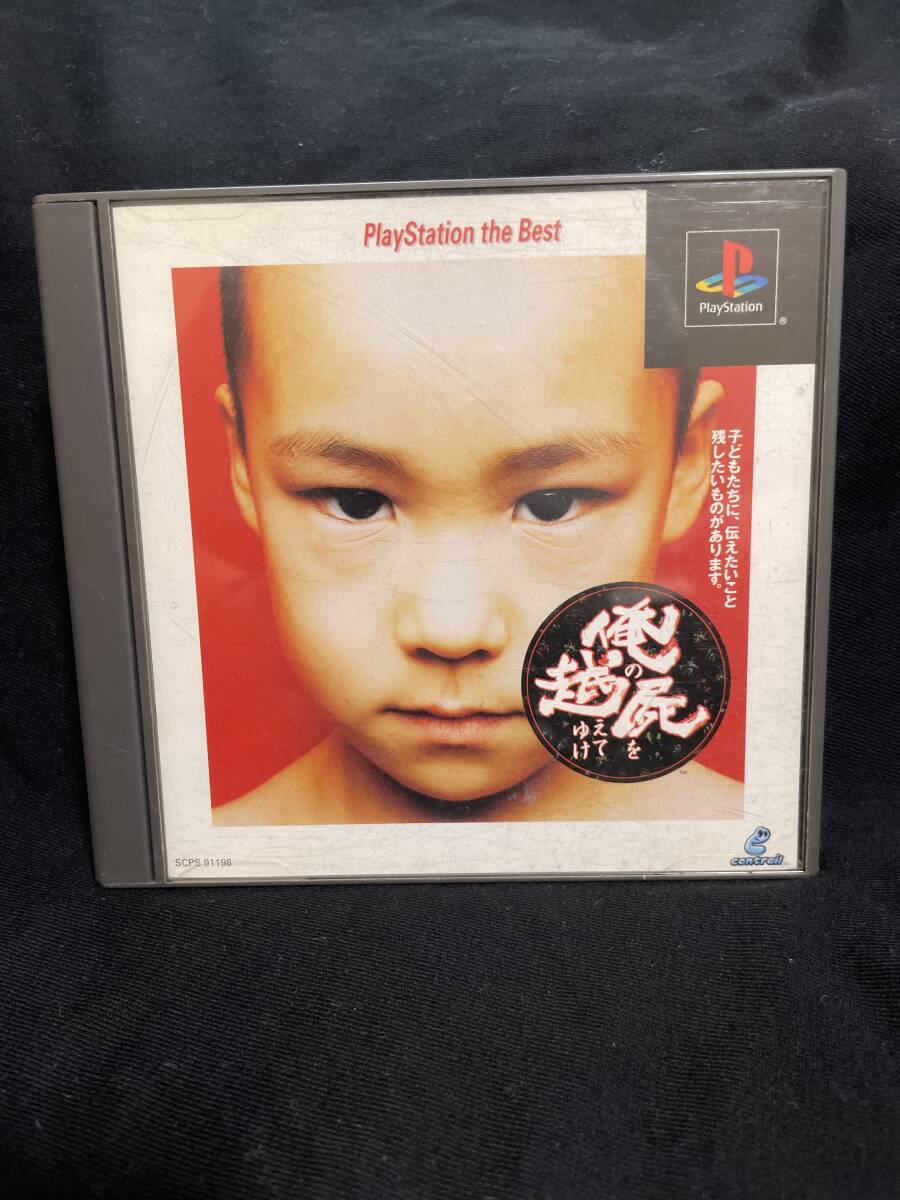 PlayStation the Best
PlayStation
®
子どもたちに、伝えたいこと
残したいものがあります。
俺の屍を
越えてゆけ
™
SCPS 91198
contrail